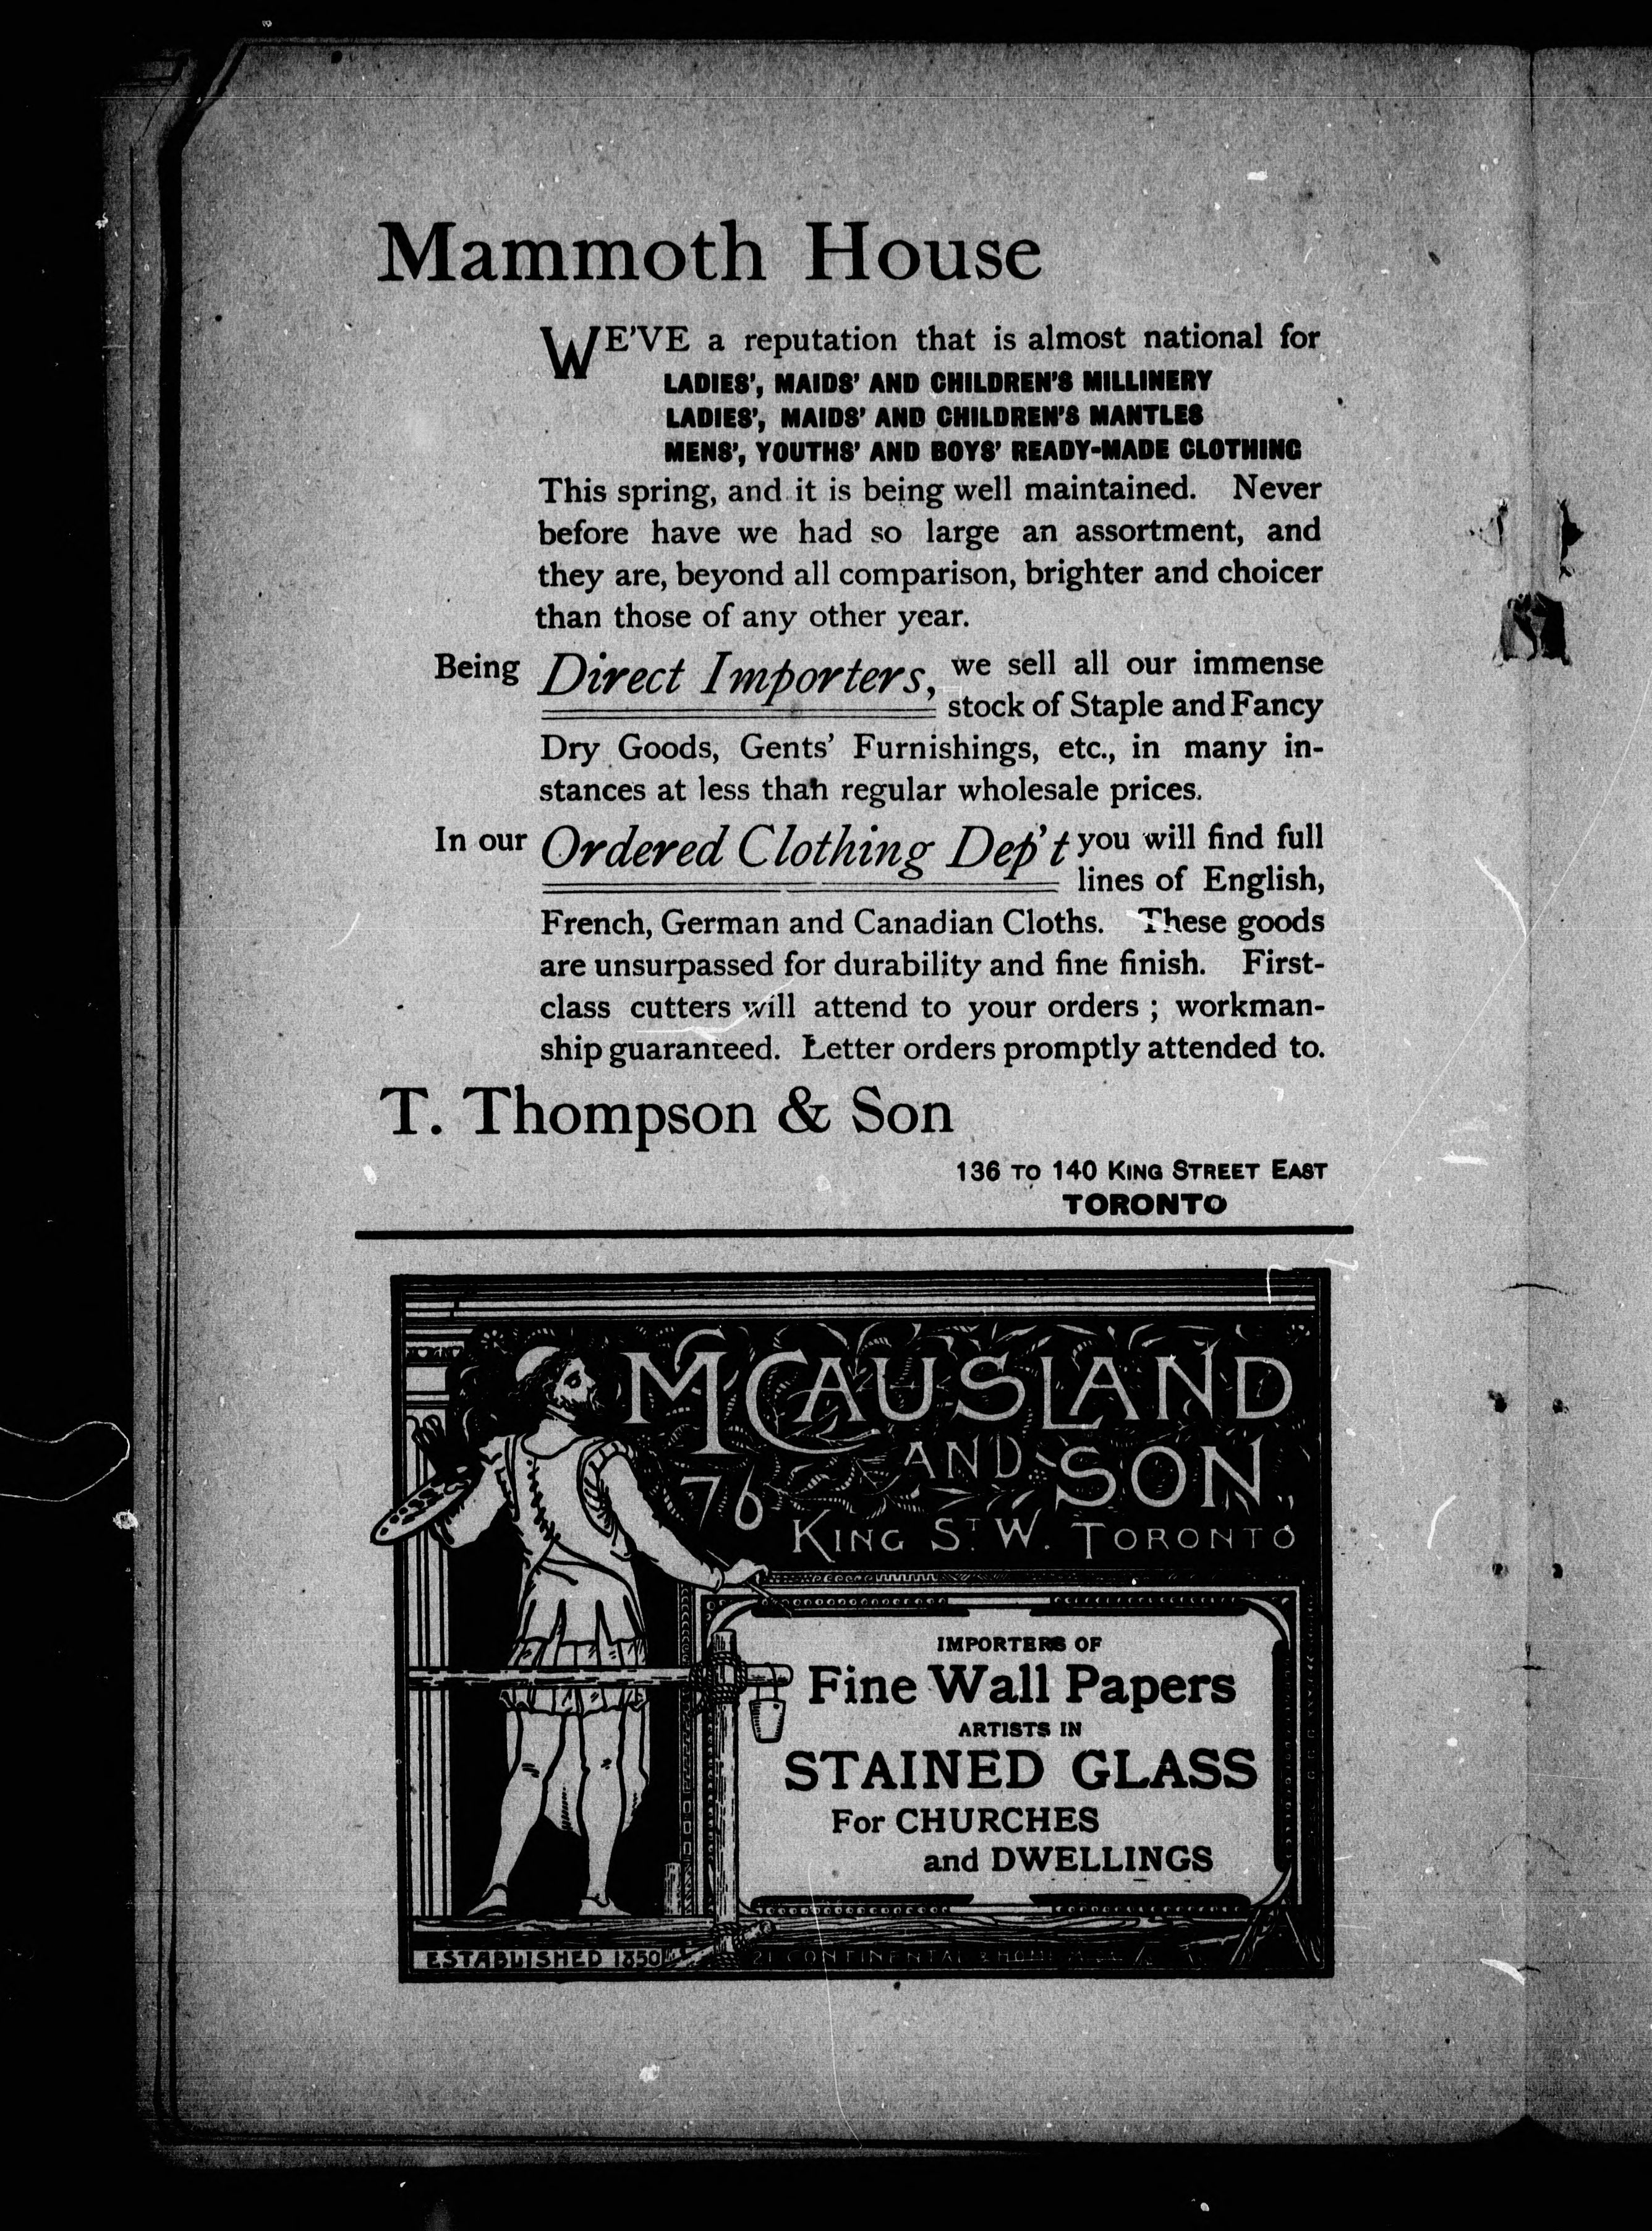 Mammoth House
WE'VE a reputation that is almost national for
LADIES', MAIDS' AND CHILDREN'S MILLINERY
LADIES', MAIDS' AND CHILDREN'S MANTLES
MENS', YOUTHS' AND BOYS' READY-MADE CLOTHING
This spring, and it is being well maintained. Never
before have we had so large an assortment, and
they are, beyond all comparison, brighter and choicer
than those of any other year.
Being Direct Importers, we sell all our immense
stock of Staple and Fancy
Dry Goods, Gents' Furnishings, etc., in many in-
stances at less than regular wholesale prices.
In our Ordered Clothing Dep't you will find full
lines of English,
French, German and Canadian Cloths. These goods
are unsurpassed for durability and fine finish. First-
class cutters will attend to your orders ; workman-
ship guaranteed. Letter orders promptly attended to.
T. Thompson & Son
136 TO 140 KING STREET EAST
TORONTO
MCCAUSLAND
AND SON
76
KING ST. W. TORONTO
IMPORTERS OF
Fine Wall Papers
ARTISTS IN
STAINED GLASS
For CHURCHES
and DWELLINGS
ESTABLISHED 1850
CONTINENTAL